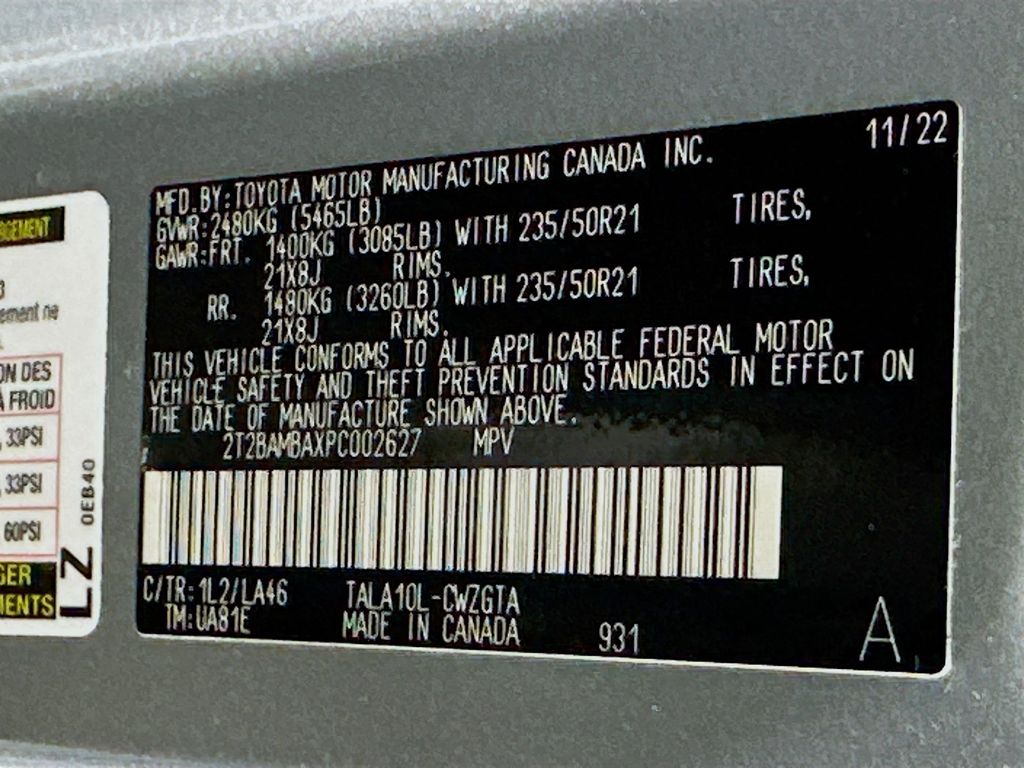 11/22
MFD.BY:TOYOTA MOTOR MANUFACTURING CANADA INC.
GVWR:2480KG (5465LB)
GAWR:FRT. 1400KG (3085LB) WITH 235/50R21 TIRES,
21X8J RIMS.
RR. 1480KG (3260LB) WITH 235/50R21 TIRES,
21X8J RIMS.
THIS VEHICLE CONFORMS TO ALL APPLICABLE FEDERAL MOTOR
VEHICLE SAFETY AND THEFT PREVENTION STANDARDS IN EFFECT ON
THE DATE OF MANUFACTURE SHOWN ABOVE.
2T2BAMBAXPC002627 MPV
C/TR:1L2/LA46 TALA10L-CWZGTA
TM:UA81E MADE IN CANADA 931
A
ement ne
ON DES
À FROID
, 33PSI
, 33PSI
60PSI
GER
MENTS
LZ
0EB40